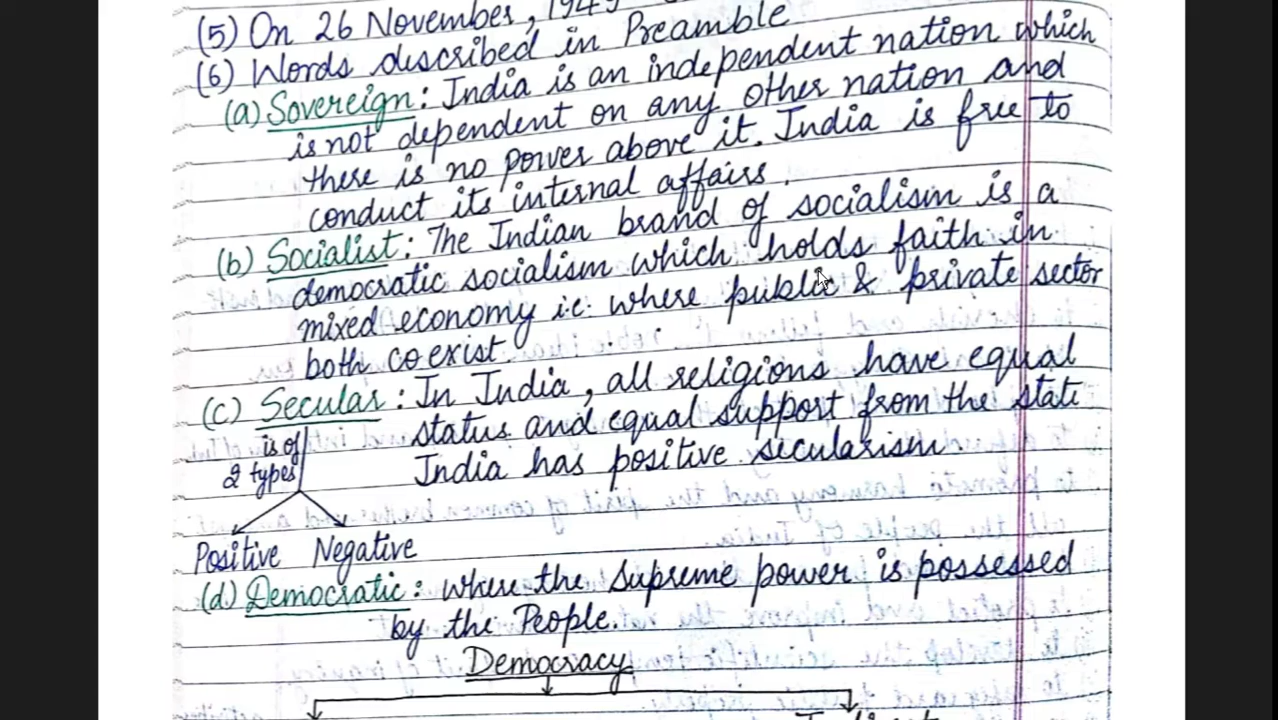 (5) On 26 November, 1949
(6) Words described in Preamble
(a) Sovereign: India is an independent nation which
is not dependent on any other nation and
there is no power above it. India is free to
conduct its internal affairs.
(b) Socialist: The Indian brand of socialism is a
democratic socialism which holds faith in
mixed economy i.e. where public & private sector
both coexist.
(c) Secular: In India, all religions have equal
is of status and equal support from the state
2 types India has positive secularism.
Positive Negative
(d) Democratic: where the supreme power is possessed
by the People.
Democracy